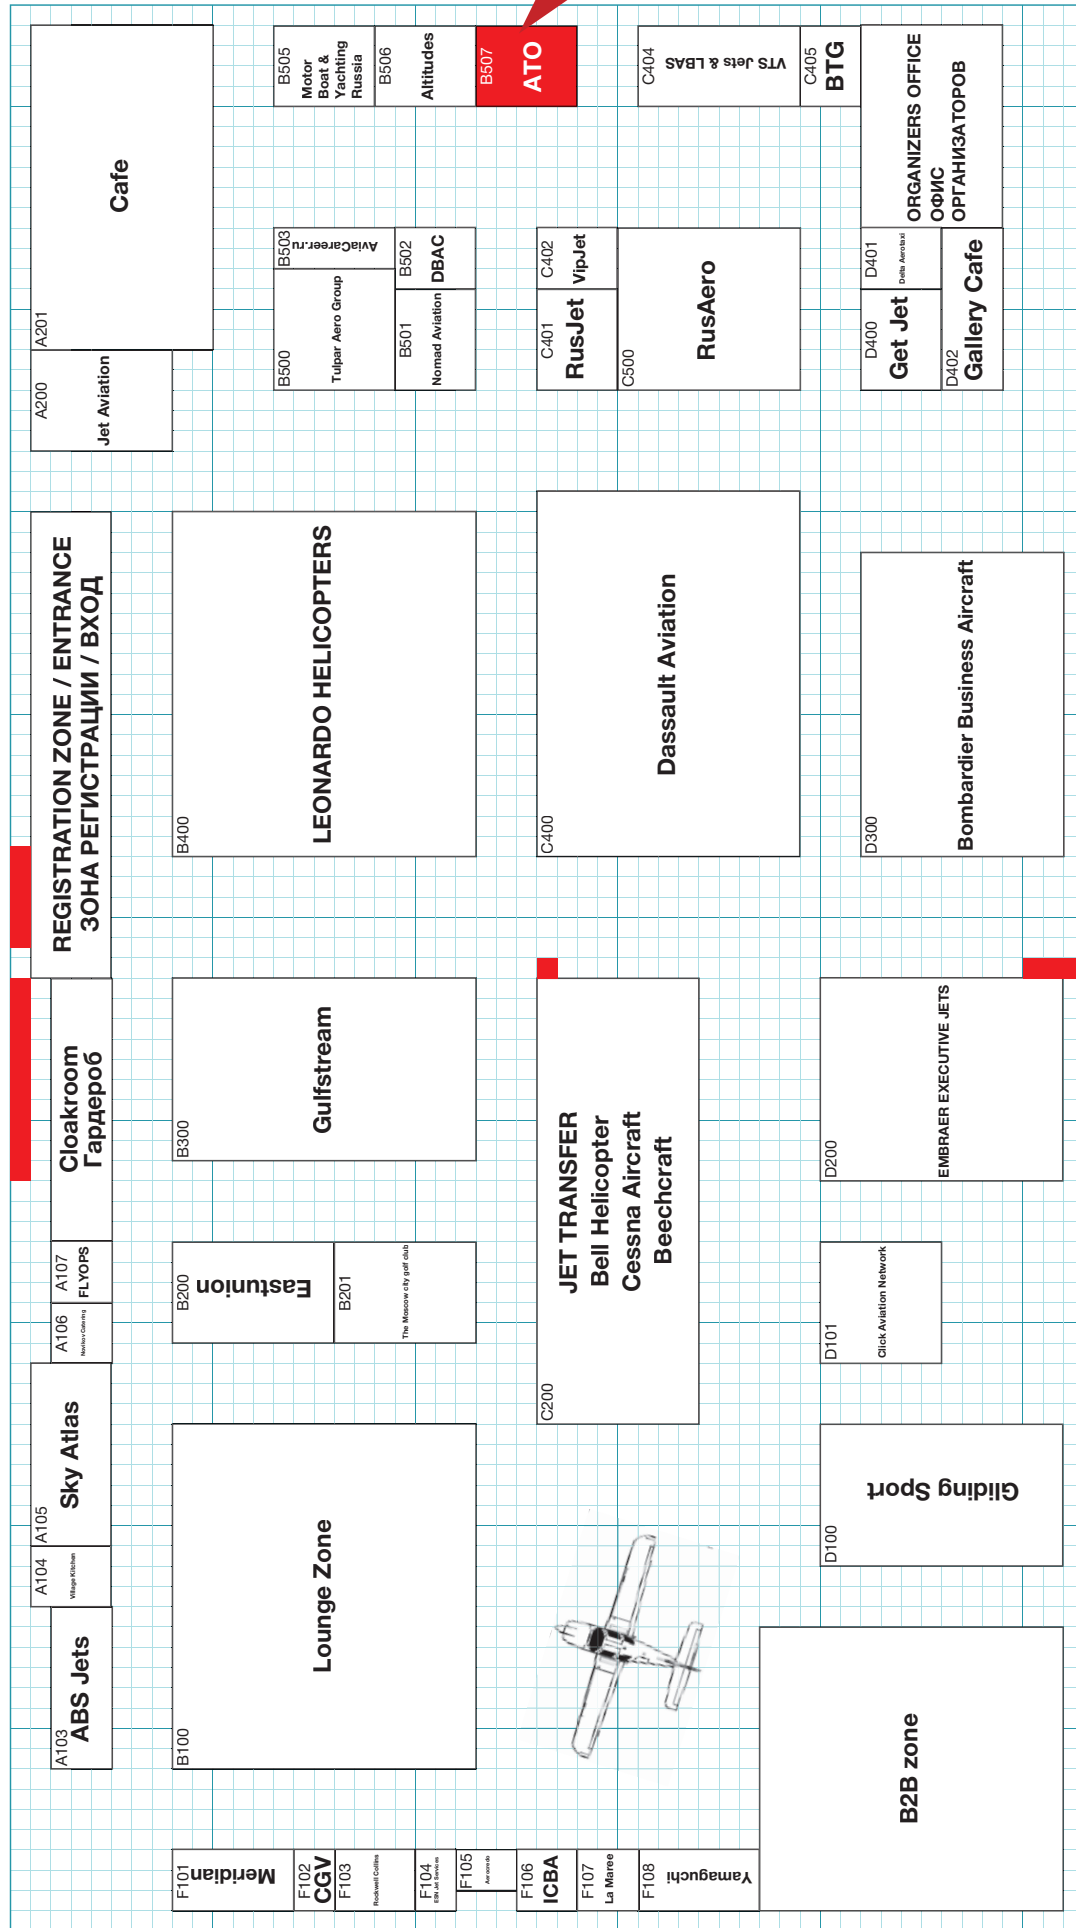 A201
Cafe
A200
Jet Aviation
B505
Motor
Boat &
Yachting
Russia
B506
Altitudes
B507
ATO
C404
VTS Jets & LBAS
C405
BTG
ORGANIZERS OFFICE
ОФИС
ОРГАНИЗАТОРОВ
B503
AviaCareer.ru
B500
Tulpar Aero Group
B502
DBAC
B501
Nomad Aviation
C402
VipJet
C401
RusJet
C500
RusAero
D401
Delta Aerotaxi
D400
Get Jet
D402
Gallery Cafe
REGISTRATION ZONE / ENTRANCE
ЗОНА РЕГИСТРАЦИИ / ВХОД
B400
LEONARDO HELICOPTERS
C400
Dassault Aviation
D300
Bombardier Business Aircraft
Cloakroom
Гардероб
B300
Gulfstream
C200
JET TRANSFER
Bell Helicopter
Cessna Aircraft
Beechcraft
D200
EMBRAER EXECUTIVE JETS
A107
FLYOPS
A106
Novikov Catering
B200
Eastunion
B201
The Moscow city golf club
D101
Click Aviation Network
A105
Sky Atlas
A104
Village Kitchen
A103
ABS Jets
B100
Lounge Zone
D100
Gliding Sport
B2B zone
F101
Meridian
F102
CGV
F103
Rockwell Collins
F104
ESN Jet Services
F105
F106
ICBA
F107
La Maree
F108
Yamaguchi